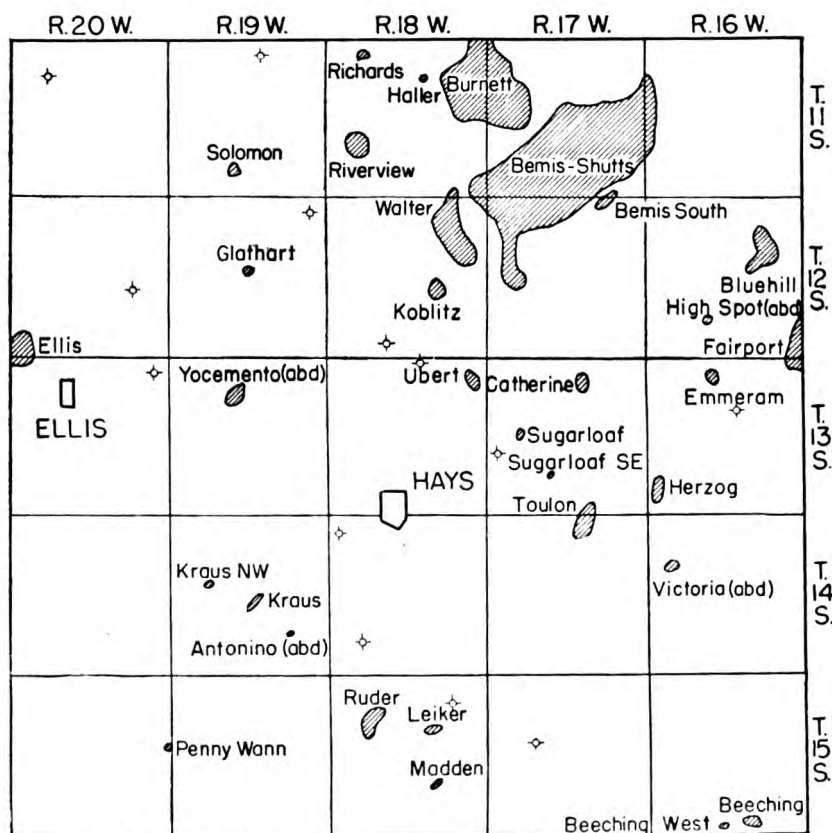 R.20 W. R.19 W. R.18 W. R.17 W. R.16 W.
Richards
Haller
Burnett
T.
11
S.
Solomon
Riverview
Bemis-Shutts
Walter
Bemis South
Glathart
Koblitz
Bluehill
High Spot(abd)
T.
12
S.
Ellis
Fairport
Yocemento(abd)
Ubert
Catherine
Emmeram
ELLIS
Sugarloaf
Sugarloaf SE
T.
13
S.
HAYS
Toulon
Herzog
Kraus NW
Kraus
Victoria(abd)
Antonino(abd)
T.
14
S.
Ruder
Leiker
Penny Wann
Madden
T.
15
S.
Beeching
Beeching West